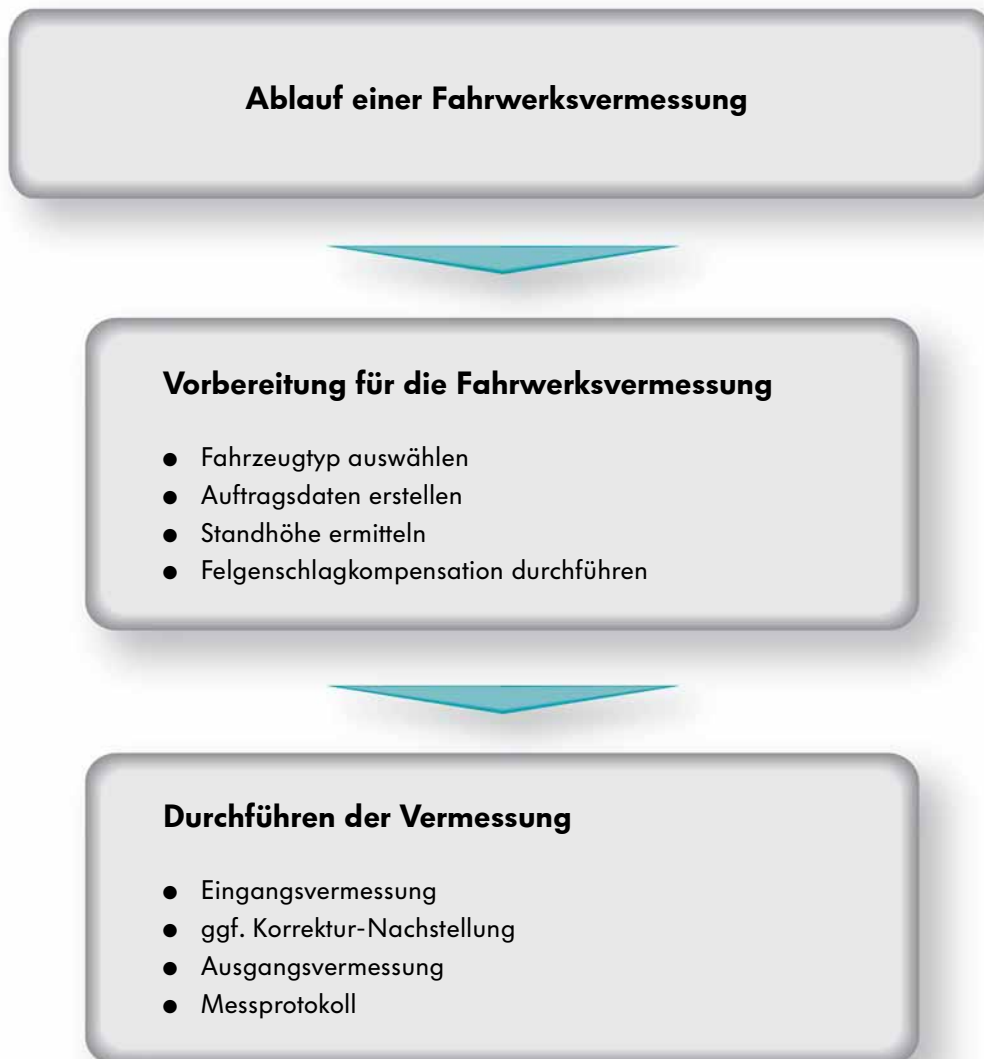 Ablauf einer Fahrwerksvermessung
Vorbereitung für die Fahrwerksvermessung
● Fahrzeugtyp auswählen
● Auftragsdaten erstellen
● Standhöhe ermitteln
● Felgenschlagkompensation durchführen
Durchführen der Vermessung
● Eingangsvermessung
● ggf. Korrektur-Nachstellung
● Ausgangsvermessung
● Messprotokoll